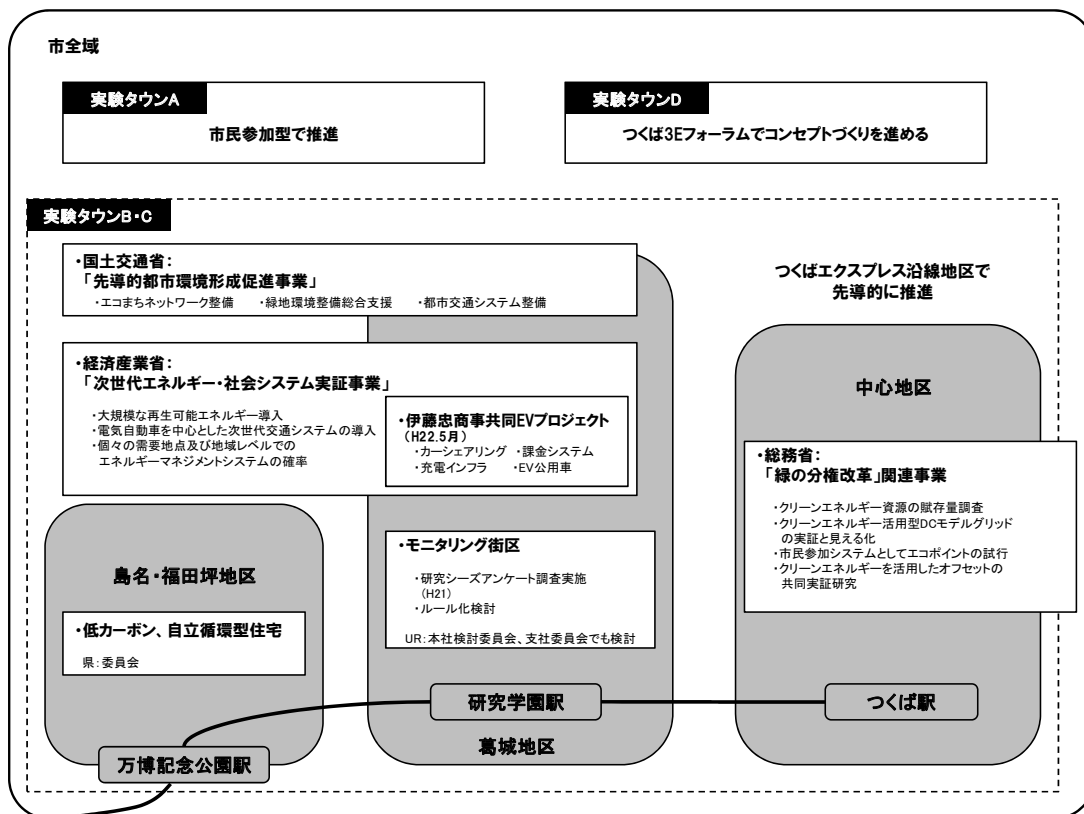 市全域
実験タウンA
市民参加型で推進
実験タウンD
つくば3Eフォーラムでコンセプトづくりを進める
実験タウンB・C
・国土交通省：
「先導的都市環境形成促進事業」
・エコまちネットワーク整備　・緑地環境整備総合支援　・都市交通システム整備
・経済産業省：
「次世代エネルギー・社会システム実証事業」
・大規模な再生可能エネルギー導入
・電気自動車を中心とした次世代交通システムの導入
・個々の需要地点及び地域レベルでの
エネルギーマネジメントシステムの確率
・伊藤忠商事共同EVプロジェクト
（H22.5月）
・カーシェアリング　・課金システム
・充電インフラ　・EV公用車
つくばエクスプレス沿線地区で
先導的に推進
中心地区
・総務省：
「緑の分権改革」関連事業
・クリーンエネルギー資源の賦存量調査
・クリーンエネルギー活用型DCモデルグリッド
の実証と見える化
・市民参加システムとしてエコポイントの試行
・クリーンエネルギーを活用したオフセットの
共同実証研究
島名・福田坪地区
・低カーボン、自立循環型住宅
県：委員会
・モニタリング街区
・研究シーズアンケート調査実施
（H21）
・ルール化検討
UR：本社検討委員会、支社委員会でも検討
研究学園駅
つくば駅
葛城地区
万博記念公園駅